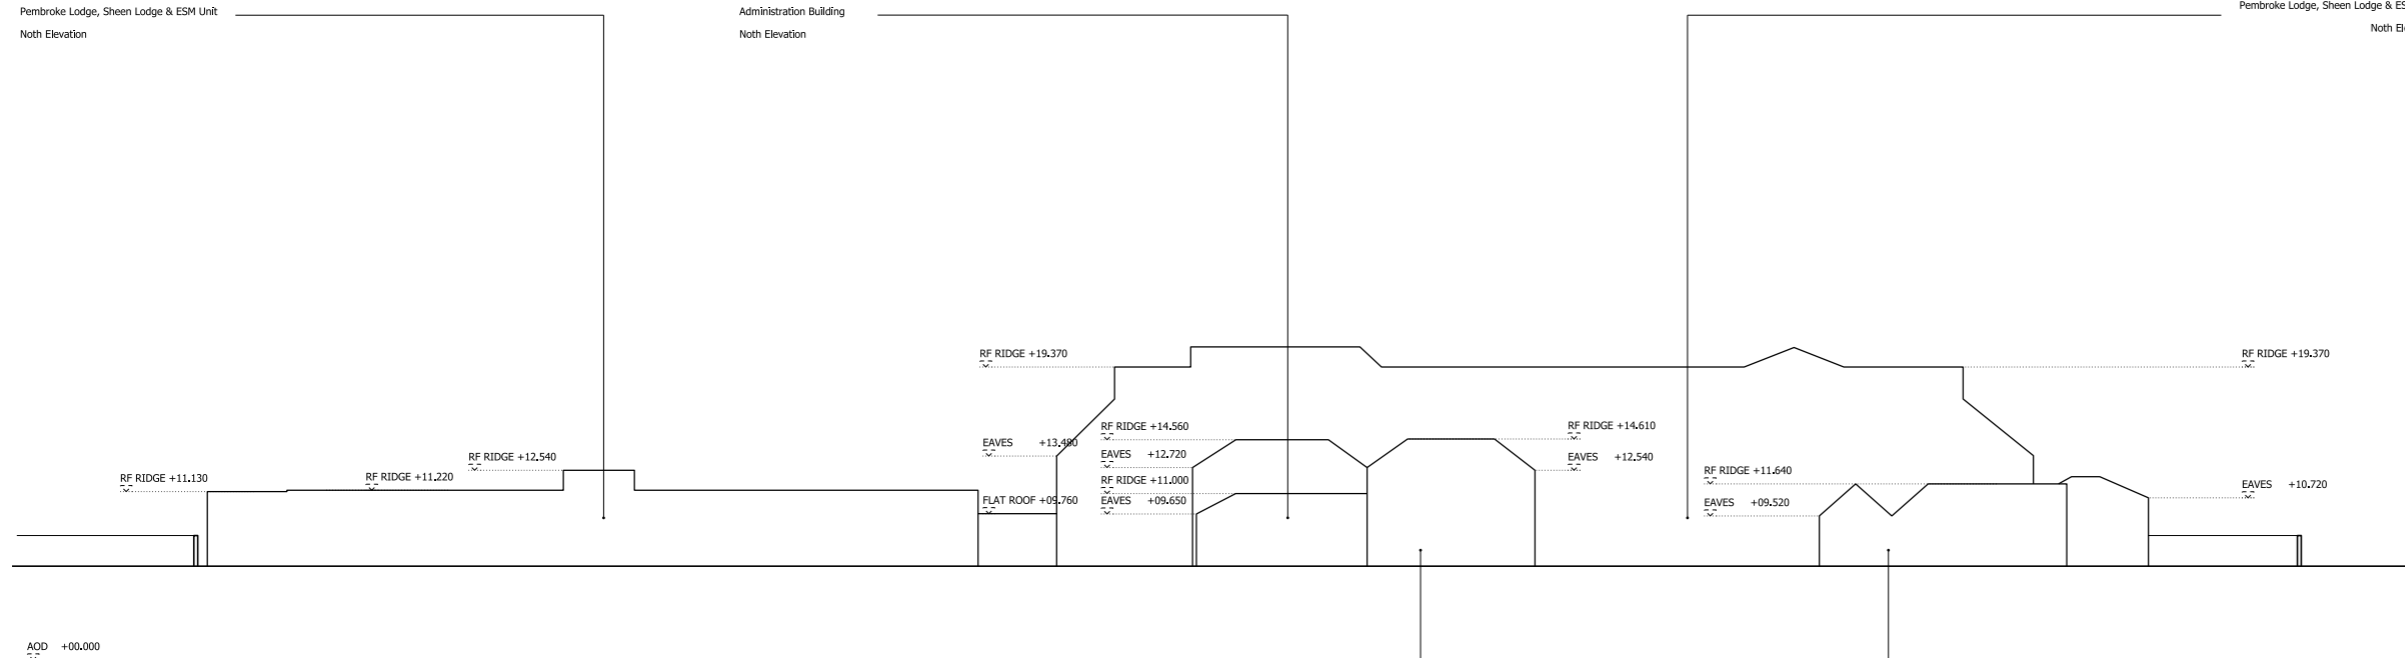 Pembroke Lodge, Sheen Lodge & ESM Unit
Noth Elevation
Administration Building
Noth Elevation
Pembroke Lodge, Sheen Lodge & ES
Noth El
RF RIDGE +19.370
RF RIDGE +19.370
EAVES +13.480
RF RIDGE +14.560
EAVES +12.720
RF RIDGE +11.000
EAVES +09.650
FLAT ROOF +09.760
RF RIDGE +14.610
EAVES +12.540
RF RIDGE +12.540
RF RIDGE +11.220
RF RIDGE +11.130
RF RIDGE +11.640
EAVES +09.520
EAVES +10.720
AOD +00.000